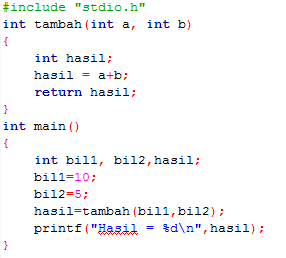 #include "stdio.h"
int tambah(int a, int b)
{
    int hasil;
    hasil = a+b;
    return hasil;
}
int main()
{
    int bil1, bil2,hasil;
    bil1=10;
    bil2=5;
    hasil=tambah(bil1,bil2);
    printf("Hasil = %d\n",hasil);
}